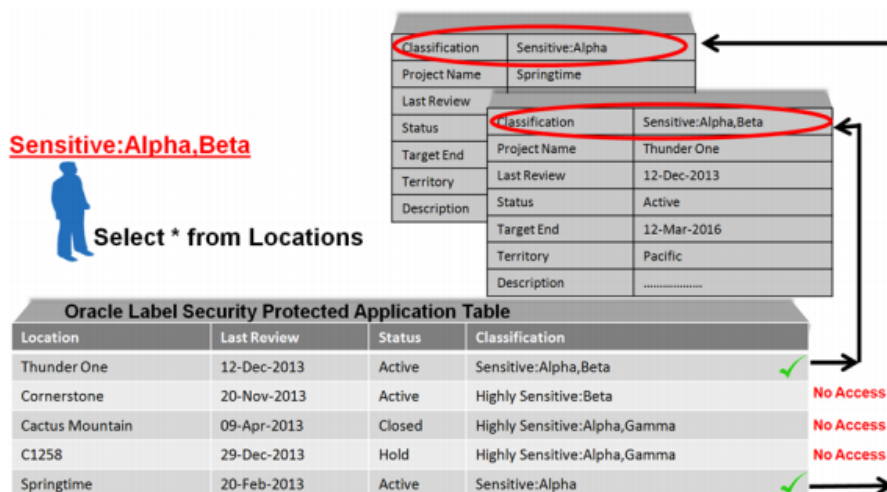 Classification Sensitive:Alpha
Project Name Springtime
Last Review
Status
Target End
Territory
Description
Classification Sensitive:Alpha,Beta
Project Name Thunder One
Last Review 12-Dec-2013
Status Active
Target End 12-Mar-2016
Territory Pacific
Description ..................
Sensitive:Alpha,Beta
Select * from Locations
Oracle Label Security Protected Application Table
Location Last Review Status Classification
Thunder One 12-Dec-2013 Active Sensitive:Alpha,Beta
Cornerstone 20-Nov-2013 Active Highly Sensitive:Beta No Access
Cactus Mountain 09-Apr-2013 Closed Highly Sensitive:Alpha,Gamma No Access
C1258 29-Dec-2013 Hold Highly Sensitive:Alpha,Gamma No Access
Springtime 20-Feb-2013 Active Sensitive:Alpha